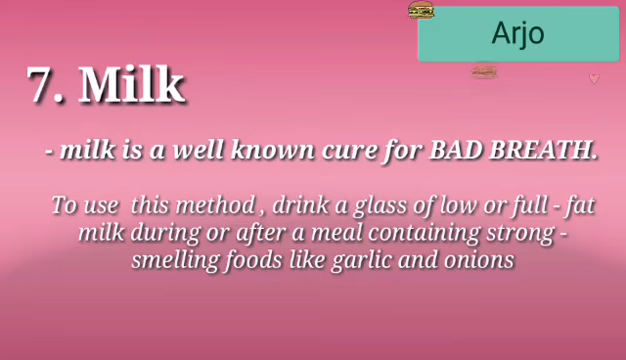 Arjo
7. Milk
- milk is a well known cure for BAD BREATH.
To use this method , drink a glass of low or full - fat
milk during or after a meal containing strong -
smelling foods like garlic and onions